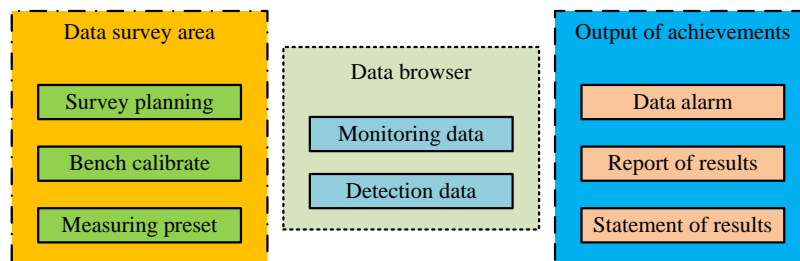 Data survey area
Survey planning
Bench calibrate
Measuring preset
Data browser
Monitoring data
Detection data
Output of achievements
Data alarm
Report of results
Statement of results